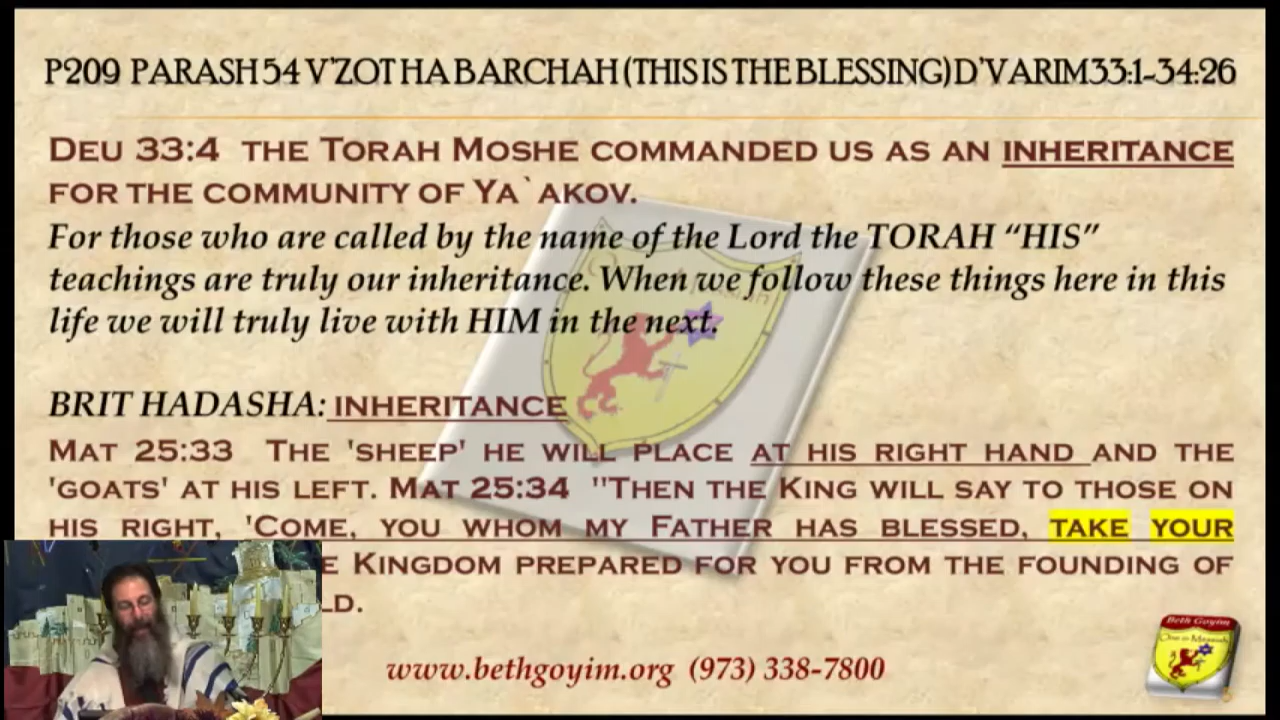 P209 PARASH 54 V'ZOT HA BARCHAH (THIS IS THE BLESSING) D'VARIM 33:1-34:26
DEU 33:4 THE TORAH MOSHE COMMANDED US AS AN INHERITANCE
FOR THE COMMUNITY OF YA`AKOV.
For those who are called by the name of the Lord the TORAH “HIS”
teachings are truly our inheritance. When we follow these things here in this
life we will truly live with HIM in the next.
BRIT HADASHA: INHERITANCE
MAT 25:33 THE 'SHEEP' HE WILL PLACE AT HIS RIGHT HAND AND THE
'GOATS' AT HIS LEFT. MAT 25:34 "THEN THE KING WILL SAY TO THOSE ON
HIS RIGHT, 'COME, YOU WHOM MY FATHER HAS BLESSED, TAKE YOUR
E KINGDOM PREPARED FOR YOU FROM THE FOUNDING OF
LD.
www.bethgoyim.org (973) 338-7800
Beth Goyim
One in Messiah